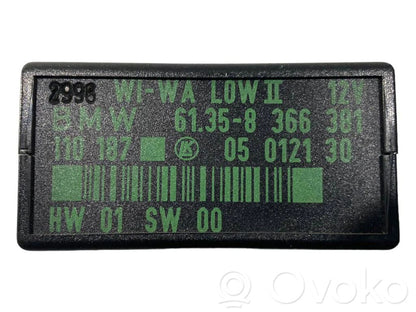 2998 WI-WA LOW II 12V
BMW 61.35-8 366 381
110 187 K 05 0121 30
HW 01 SW 00
© Ovoko